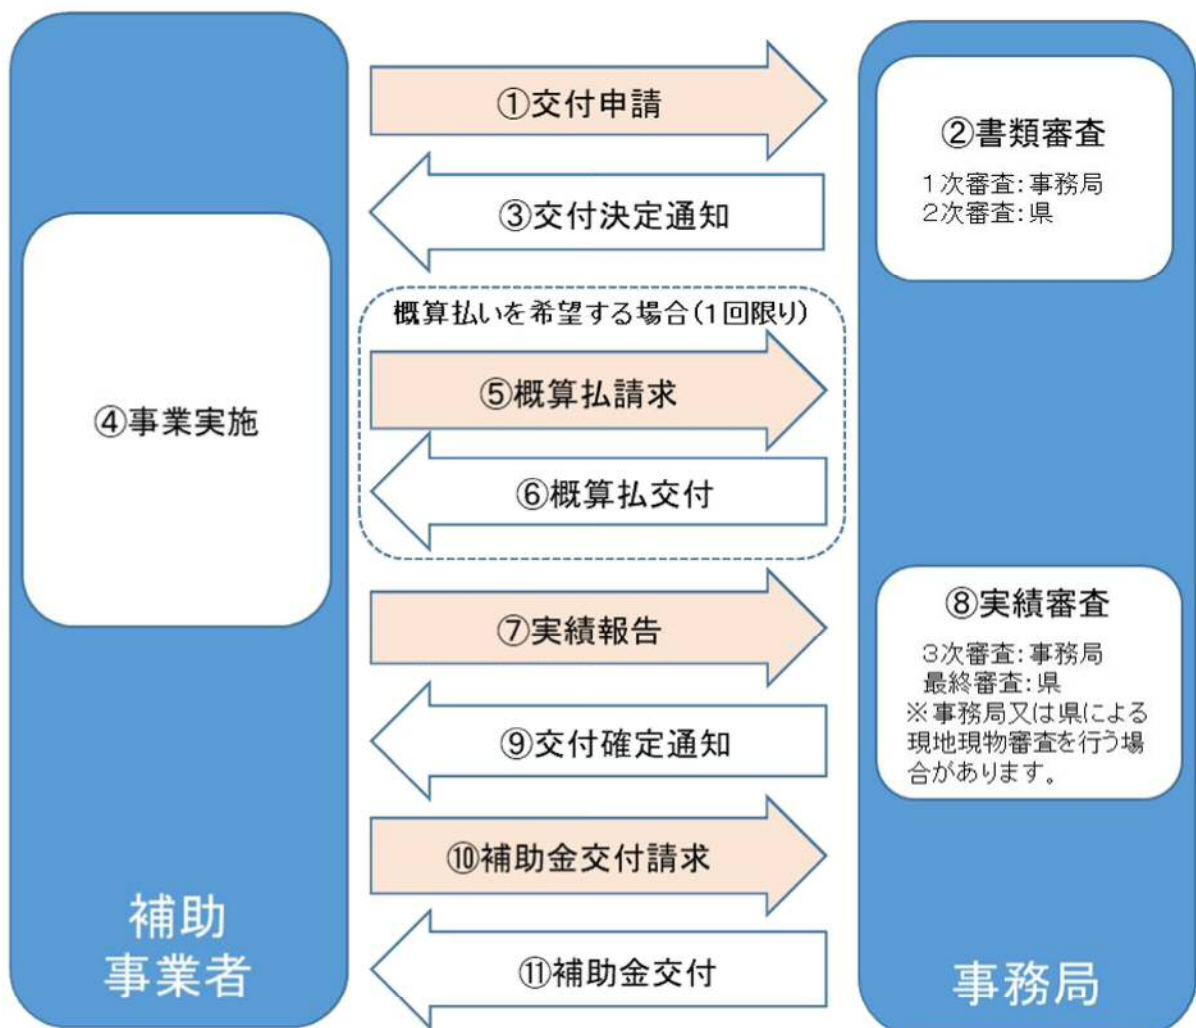 ①交付申請
②書類審査
1次審査:事務局
2次審査:県
③交付決定通知
④事業実施
概算払いを希望する場合(1回限り)
⑤概算払請求
⑥概算払交付
⑦実績報告
⑧実績審査
3次審査:事務局
最終審査:県
※事務局又は県による
現地現物審査を行う場
合があります。
⑨交付確定通知
⑩補助金交付請求
⑪補助金交付
補助
事業者
事務局